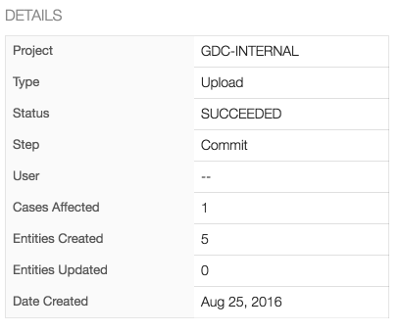 DETAILS
Project GDC-INTERNAL
Type Upload
Status SUCCEEDED
Step Commit
User --
Cases Affected 1
Entities Created 5
Entities Updated 0
Date Created Aug 25, 2016